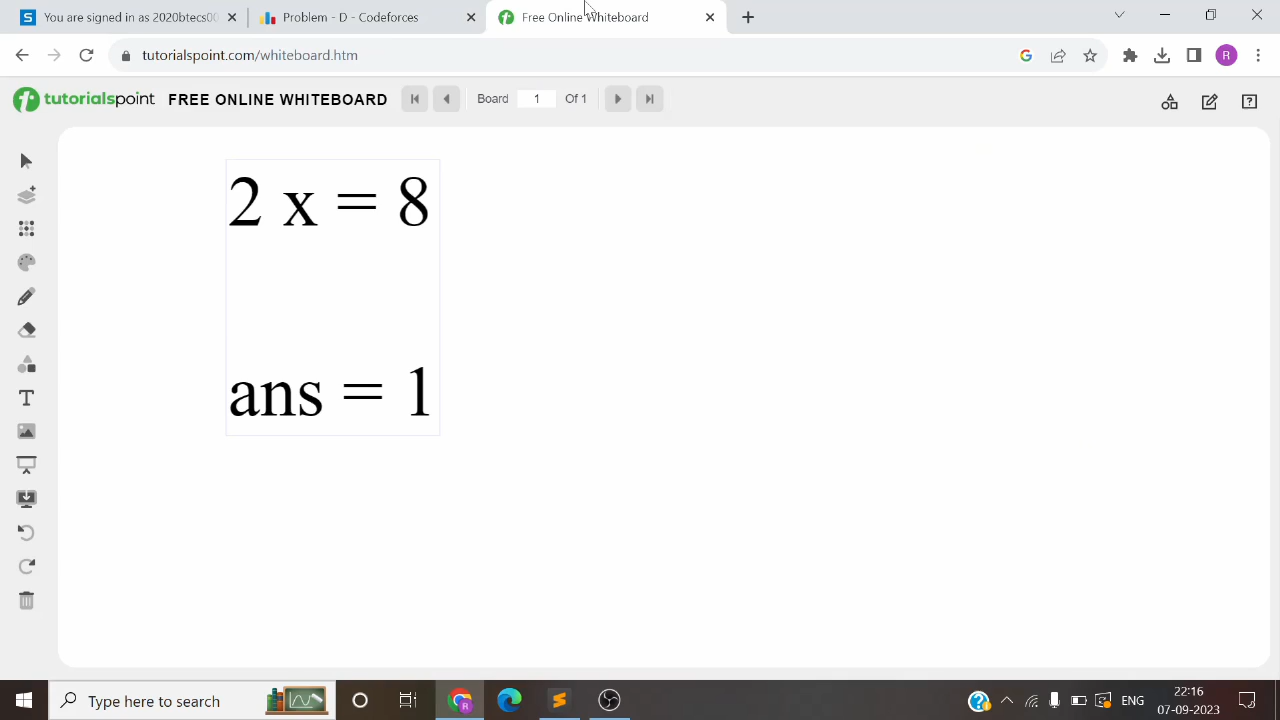 You are signed in as 2020btecs00
Problem - D - Codeforces
Free Online Whiteboard
tutorialspoint.com/whiteboard.htm
R
tutorialspoint FREE ONLINE WHITEBOARD Board 1 Of 1
2 x = 8
ans = 1
Type here to search
ENG
22:16
07-09-2023